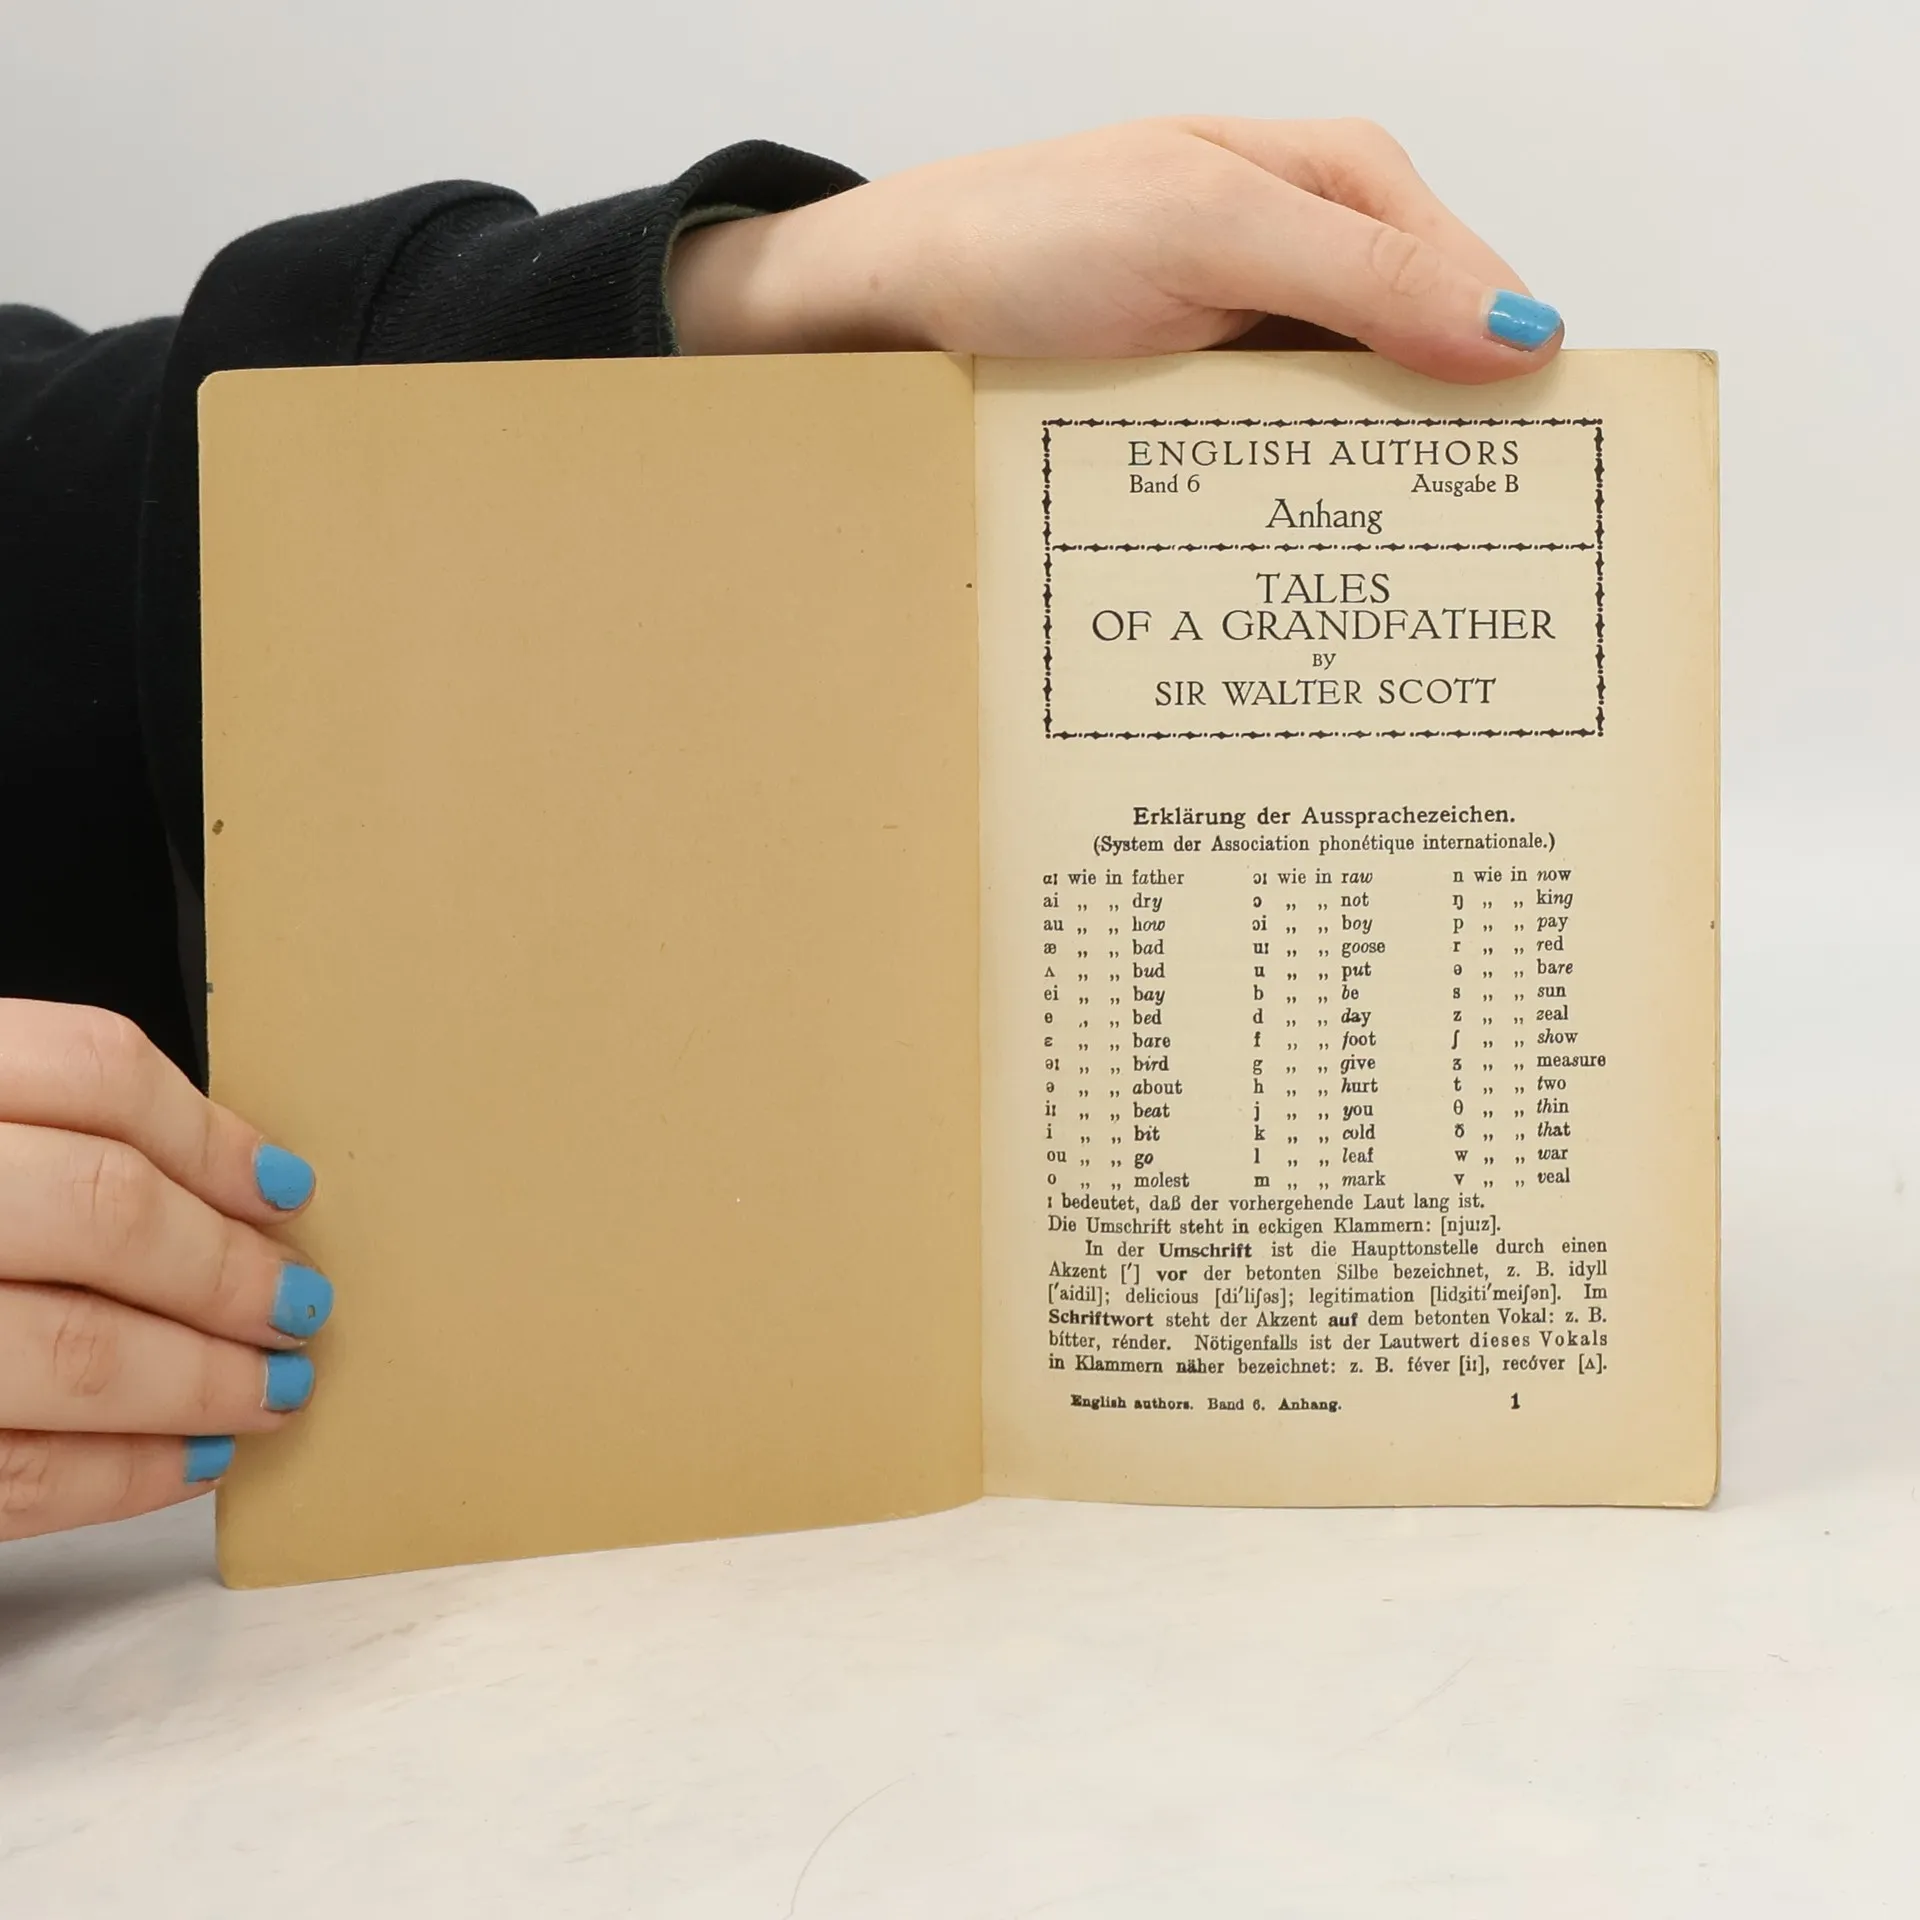 ENGLISH AUTHORS
Band 6 Ausgabe B
Anhang
TALES
OF A GRANDFATHER
BY
SIR WALTER SCOTT
Erklärung der Aussprachezeichen.
(System der Association phonétique internationale.)
ɑː wie in father ɔː wie in raw n wie in now
ai „ „ dry ɔ „ „ not ŋ „ „ king
au „ „ how ɔi „ „ boy p „ „ pay
æ „ „ bad uː „ „ goose r „ „ red
ʌ „ „ bud u „ „ put ə „ „ bare
ei „ „ bay b „ „ be s „ „ sun
e „ „ bed d „ „ day z „ „ zeal
ɛ „ „ bare f „ „ foot ʃ „ „ show
əː „ „ bird g „ „ give ʒ „ „ measure
ə „ „ about h „ „ hurt t „ „ two
iː „ „ beat j „ „ you θ „ „ thin
i „ „ bit k „ „ cold ð „ „ that
ou „ „ go l „ „ leaf w „ „ war
o „ „ molest m „ „ mark v „ „ veal
ː bedeutet, daß der vorhergehende Laut lang ist.
Die Umschrift steht in eckigen Klammern: [njuːz].
In der Umschrift ist die Haupttonstelle durch einen
Akzent [′] vor der betonten Silbe bezeichnet, z. B. idyll
[′aidil]; delicious [di′liʃəs]; legitimation [lidʒiti′meiʃən]. Im
Schriftwort steht der Akzent auf dem betonten Vokal: z. B.
bítter, rénder. Nötigenfalls ist der Lautwert dieses Vokals
in Klammern näher bezeichnet: z. B. féver [iː], recóver [ʌ].
English authors. Band 6. Anhang. 1